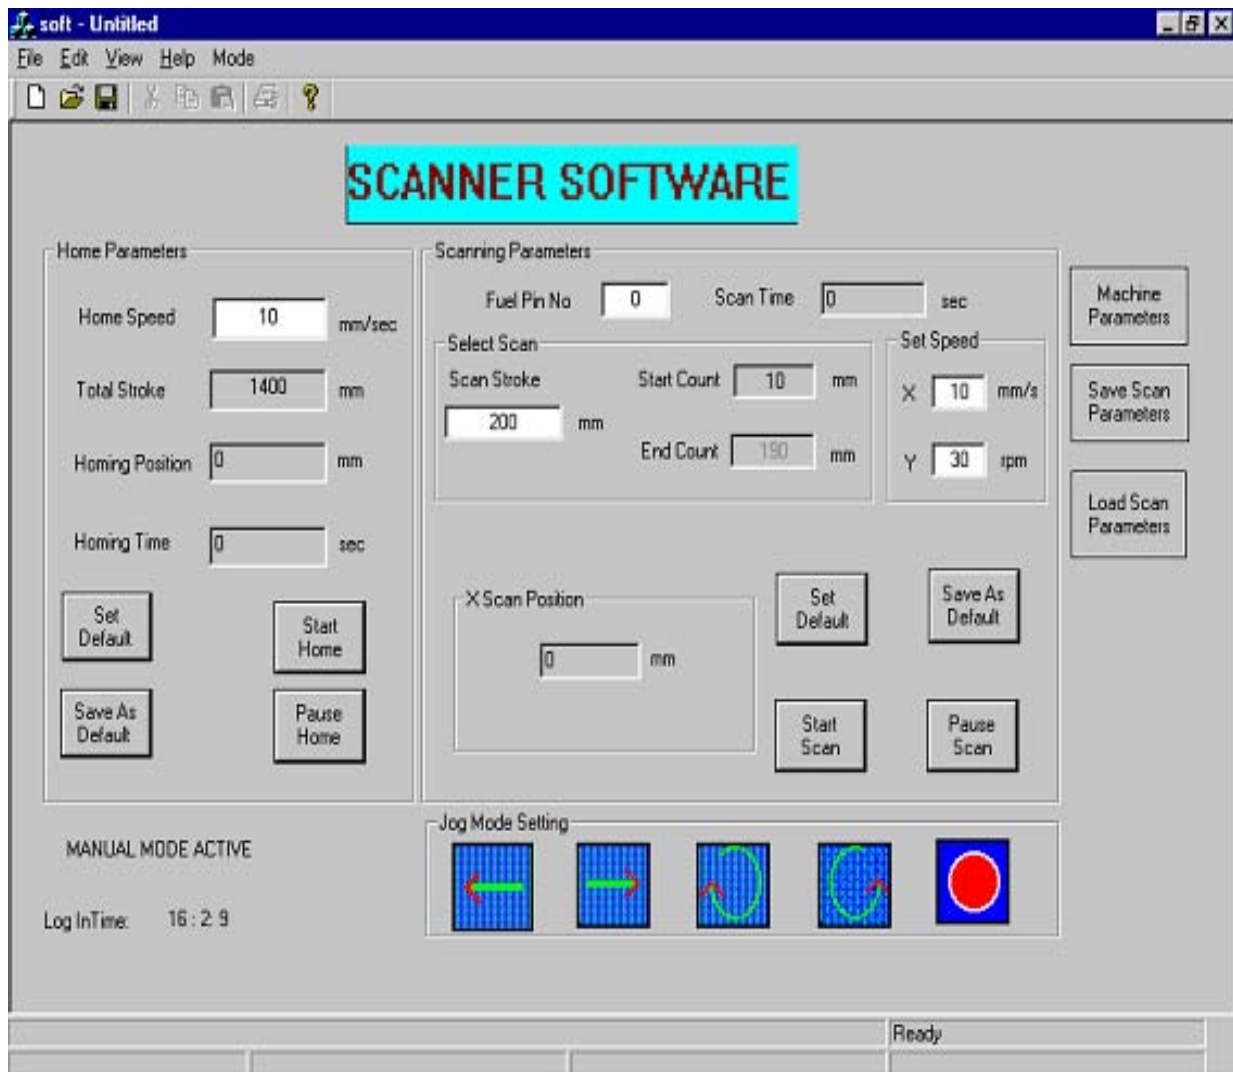 soft - Untitled
File Edit View Help Mode
SCANNER SOFTWARE
Home Parameters
Home Speed 10 mm/sec
Total Stroke 1400 mm
Homing Position 0 mm
Homing Time 0 sec
Set Default
Start Home
Save As Default
Pause Home
Scanning Parameters
Fuel Pin No 0 Scan Time 0 sec
Select Scan
Scan Stroke
200 mm
Start Count 10 mm
End Count 190 mm
Set Speed
X 10 mm/s
Y 30 rpm
X Scan Position
0 mm
Set Default
Save As Default
Start Scan
Pause Scan
Machine Parameters
Save Scan Parameters
Load Scan Parameters
MANUAL MODE ACTIVE
Log InTime: 16 : 2 9
Jog Mode Setting
Ready